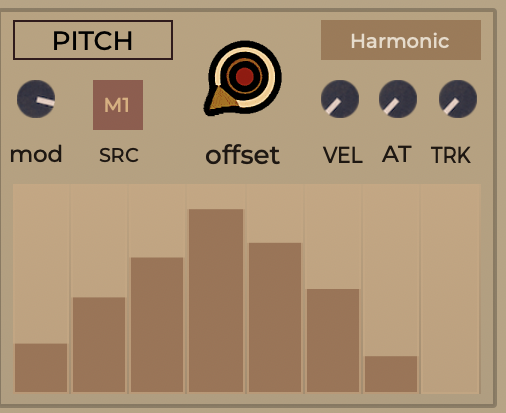 PITCH
Harmonic
M1
mod
SRC
offset
VEL
AT
TRK